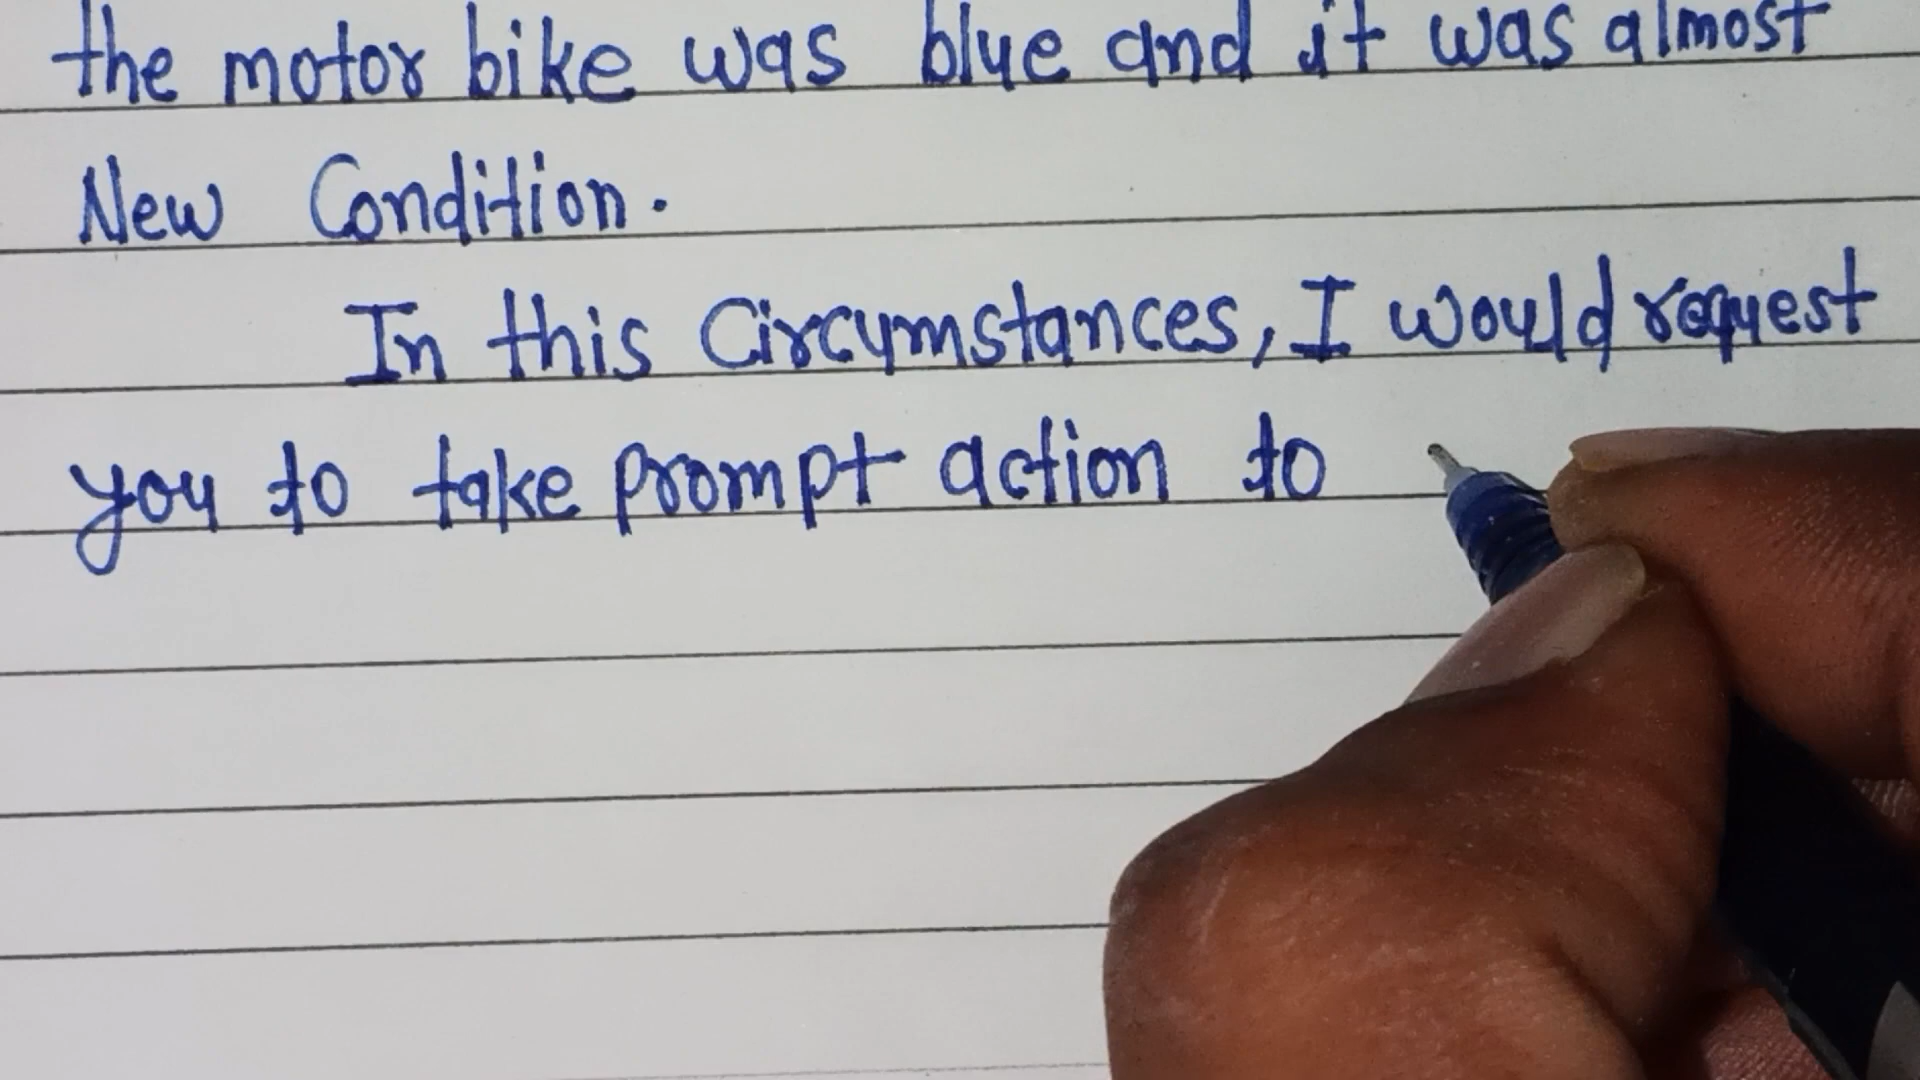 the motor bike was blue and it was almost
New Condition.
In this Circumstances, I would request
you to take prompt action to